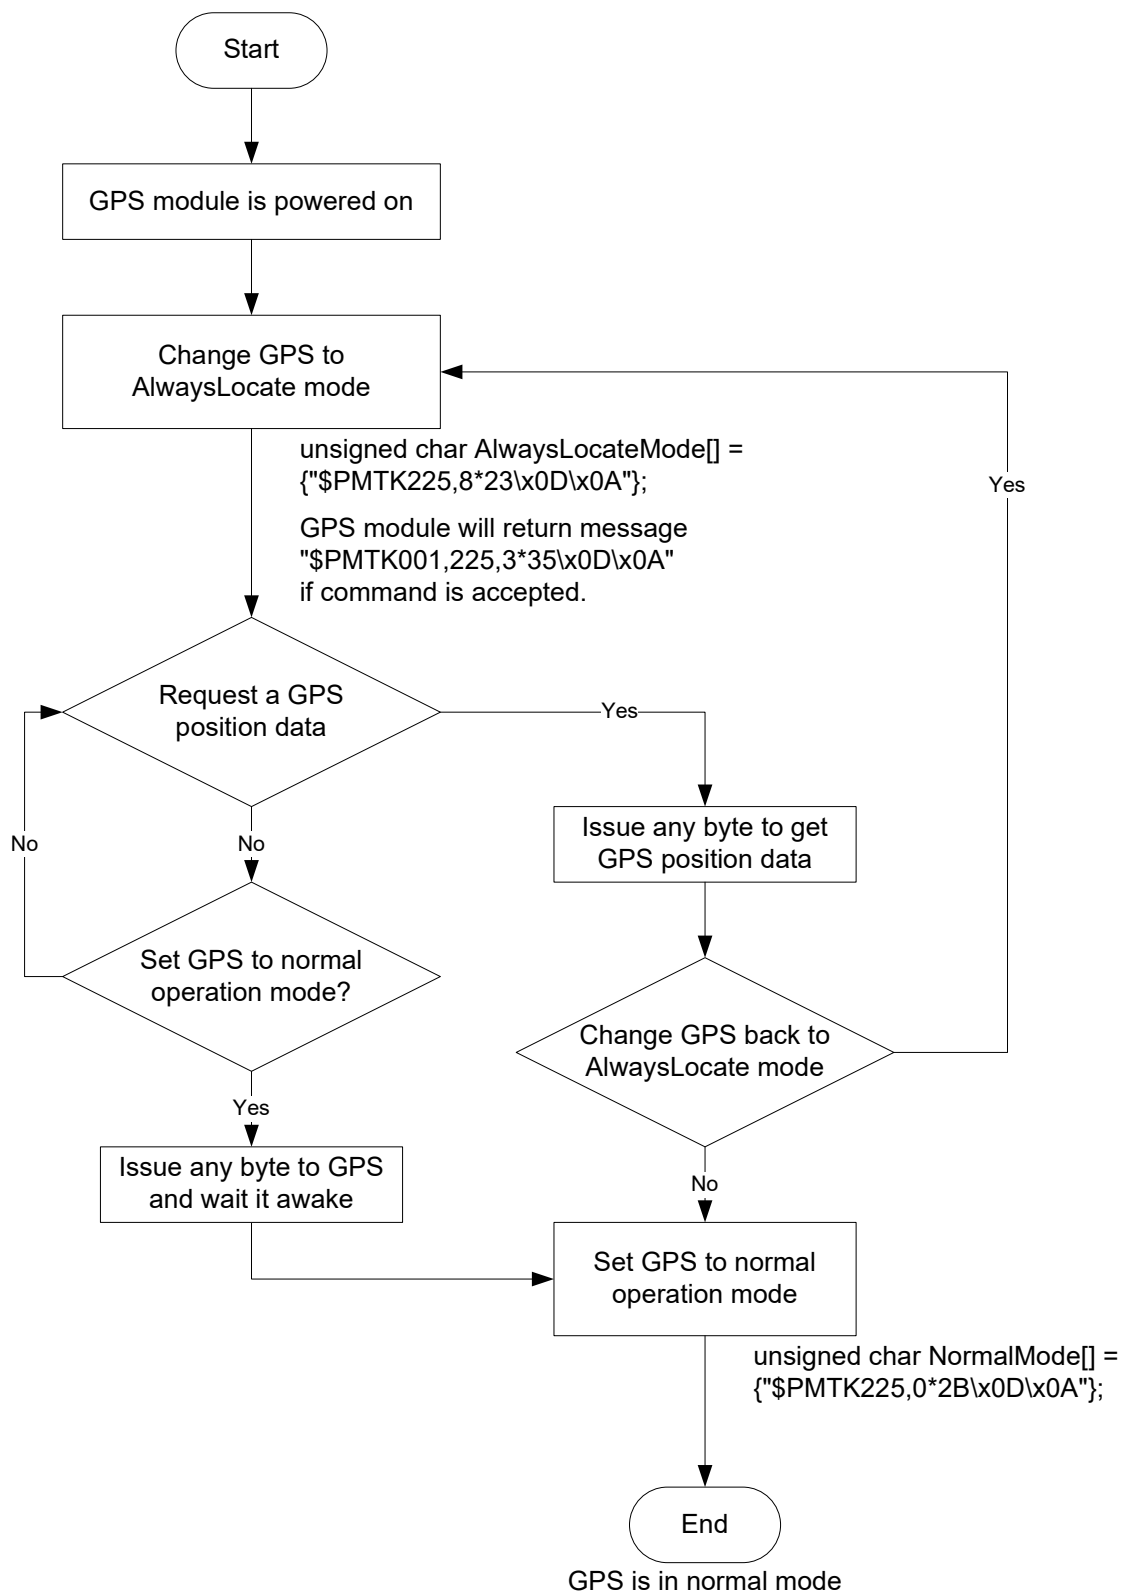 Start
GPS module is powered on
Change GPS to
AlwaysLocate mode
unsigned char AlwaysLocateMode[] =
{"$PMTK225,8*23\x0D\x0A"};
GPS module will return message
"$PMTK001,225,3*35\x0D\x0A"
if command is accepted.
Yes
Request a GPS
position data
Yes
No
No
Issue any byte to get
GPS position data
Set GPS to normal
operation mode?
Change GPS back to
AlwaysLocate mode
Yes
Issue any byte to GPS
and wait it awake
No
Set GPS to normal
operation mode
unsigned char NormalMode[] =
{"$PMTK225,0*2B\x0D\x0A"};
End
GPS is in normal mode